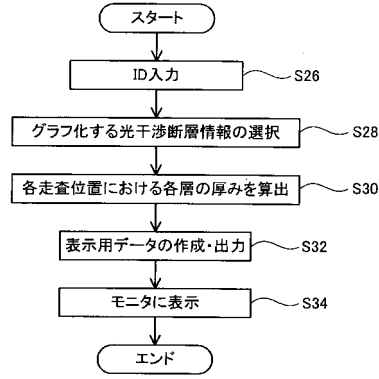 スタート
ID入力 S26
グラフ化する光干渉断層情報の選択 S28
各走査位置における各層の厚みを算出 S30
表示用データの作成・出力 S32
モニタに表示 S34
エンド